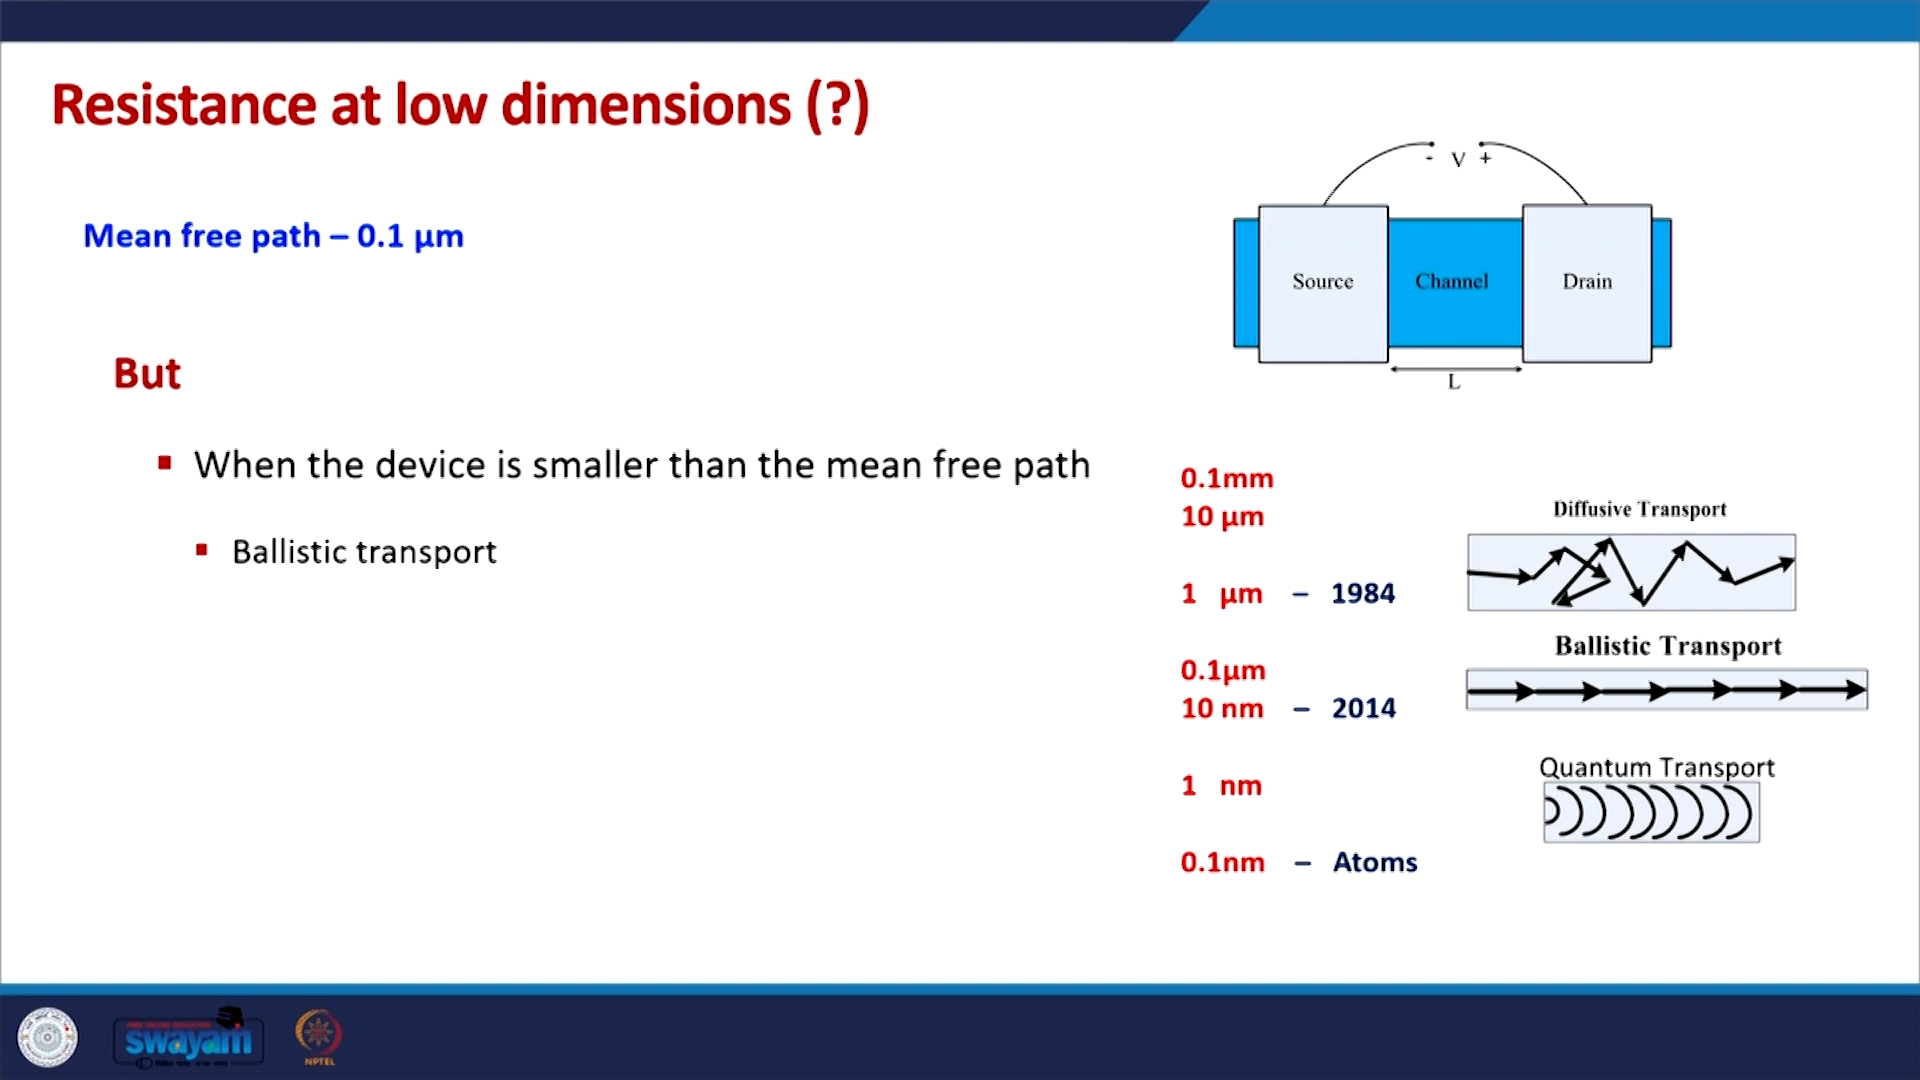 Resistance at low dimensions (?)
Mean free path – 0.1 µm
But
▪ When the device is smaller than the mean free path
▪ Ballistic transport
- V +
Source
Channel
Drain
L
0.1mm
10 µm
1 µm – 1984
0.1µm
10 nm – 2014
1 nm
0.1nm – Atoms
Diffusive Transport
Ballistic Transport
Quantum Transport
swayam
NPTEL